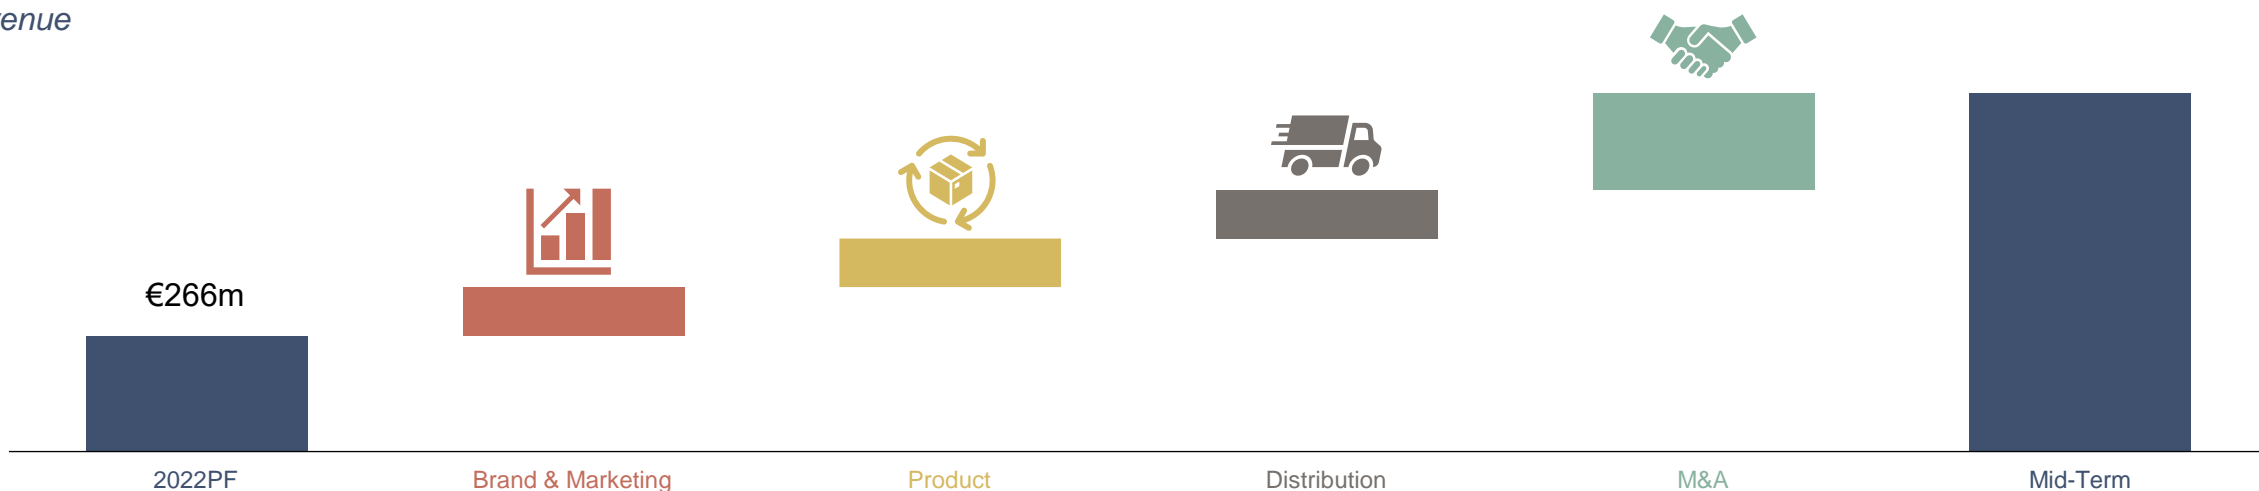 enue
€266m
2022PF
Brand & Marketing
Product
Distribution
M&A
Mid-Term